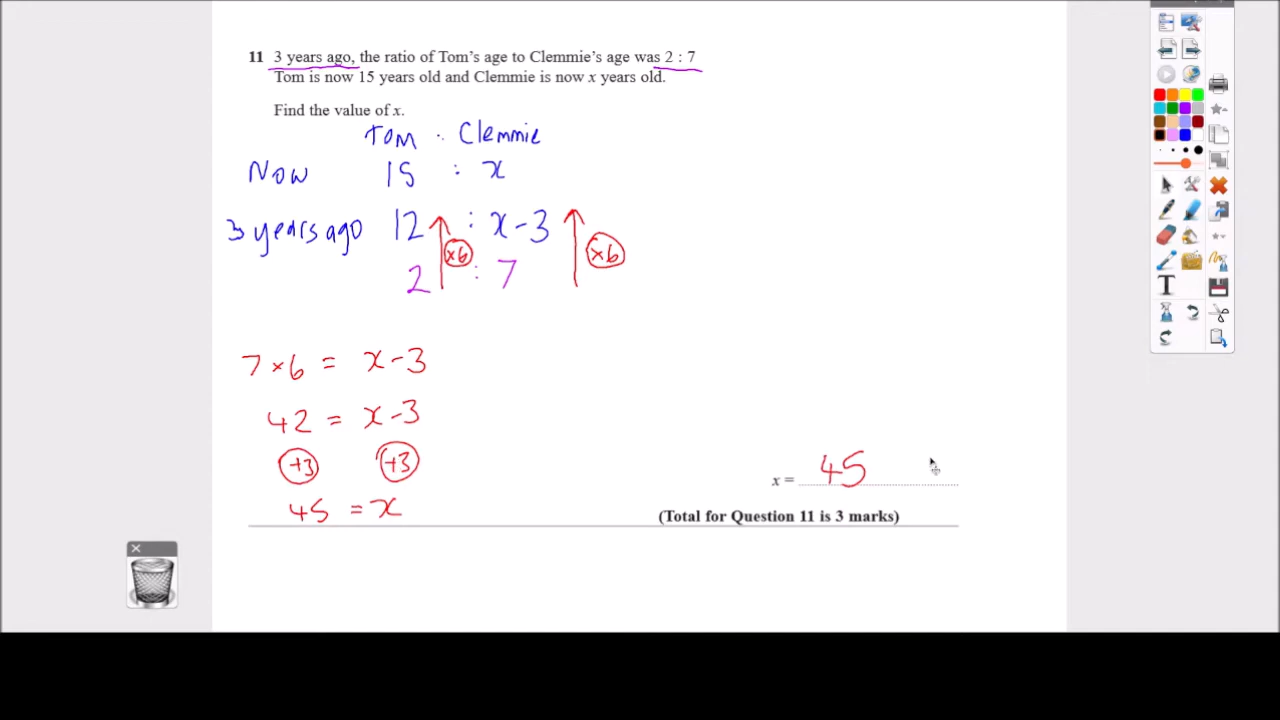 11 3 years ago, the ratio of Tom's age to Clemmie's age was 2 : 7
Tom is now 15 years old and Clemmie is now x years old.
Find the value of x.
Tom : Clemmie
Now 15 : x
3 years ago 12 : x-3
×6 ×6
2 : 7
7×6 = x-3
42 = x-3
+3 +3
45 = x
x = 45
(Total for Question 11 is 3 marks)
T